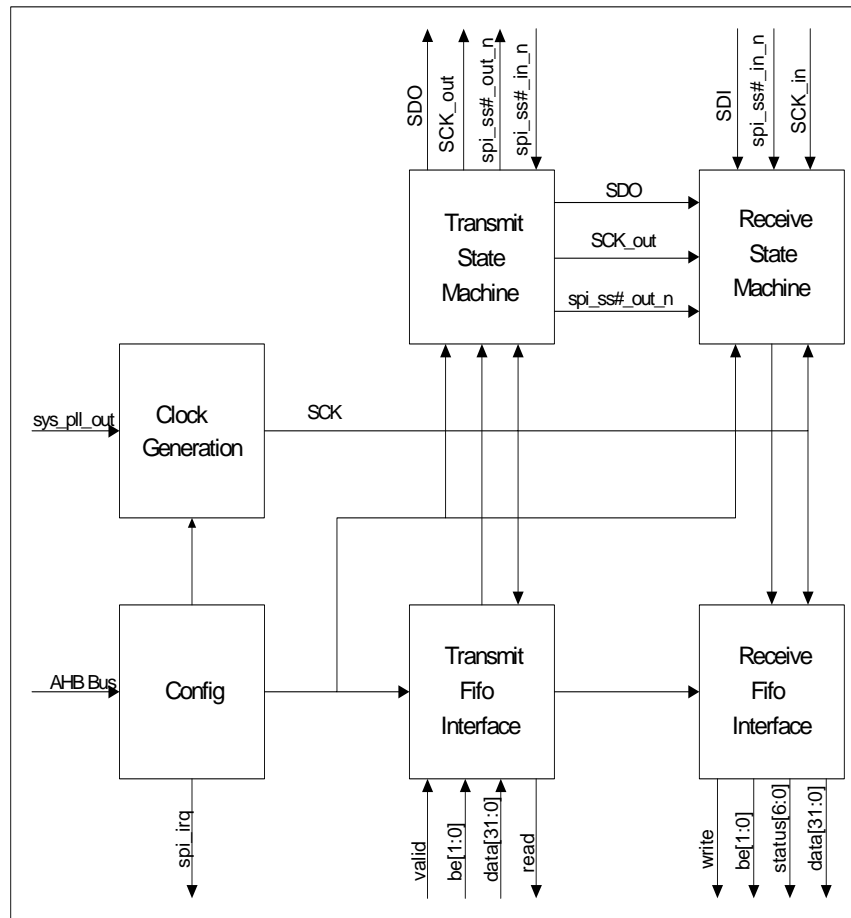 SDO
SCK_out
spi_ss#_out_n
spi_ss#_in_n
SDI
spi_ss#_in_n
SCK_in
Transmit
State
Machine
SDO
SCK_out
spi_ss#_out_n
Receive
State
Machine
sys_pll_out
Clock
Generation
SCK
AHB Bus
Config
Transmit
Fifo
Interface
Receive
Fifo
Interface
spi_irq
valid
be[1:0]
data[31:0]
read
write
be[1:0]
status[6:0]
data[31:0]